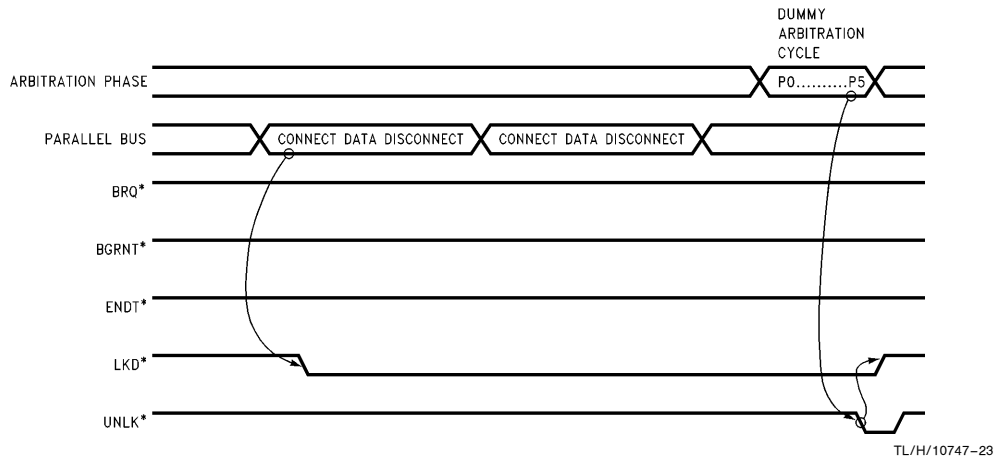 DUMMY
ARBITRATION
CYCLE
ARBITRATION PHASE
P0..........P5
PARALLEL BUS
CONNECT DATA DISCONNECT
CONNECT DATA DISCONNECT
BRQ*
BGRNT*
ENDT*
LKD*
UNLK*
TL/H/10747–23